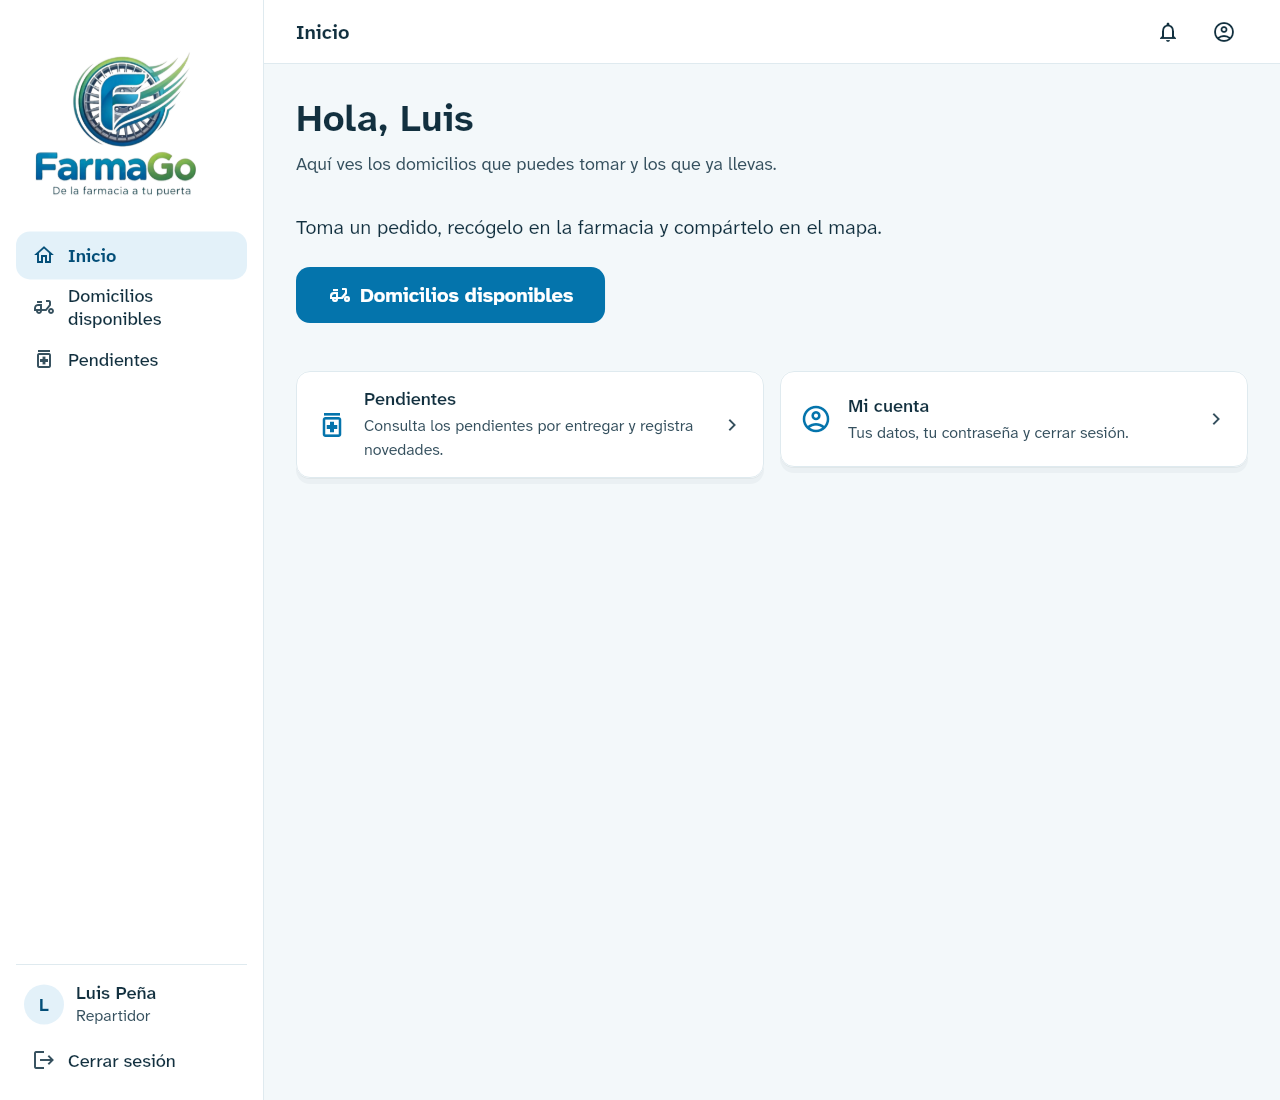 FarmaGo
De la farmacia a tu puerta
Inicio
Domicilios
disponibles
Pendientes
Luis Peña
L
Repartidor
Cerrar sesión
Inicio
Hola, Luis
Aquí ves los domicilios que puedes tomar y los que ya llevas.
Toma un pedido, recógelo en la farmacia y compártelo en el mapa.
Domicilios disponibles
Pendientes
Consulta los pendientes por entregar y registra
novedades.
Mi cuenta
Tus datos, tu contraseña y cerrar sesión.